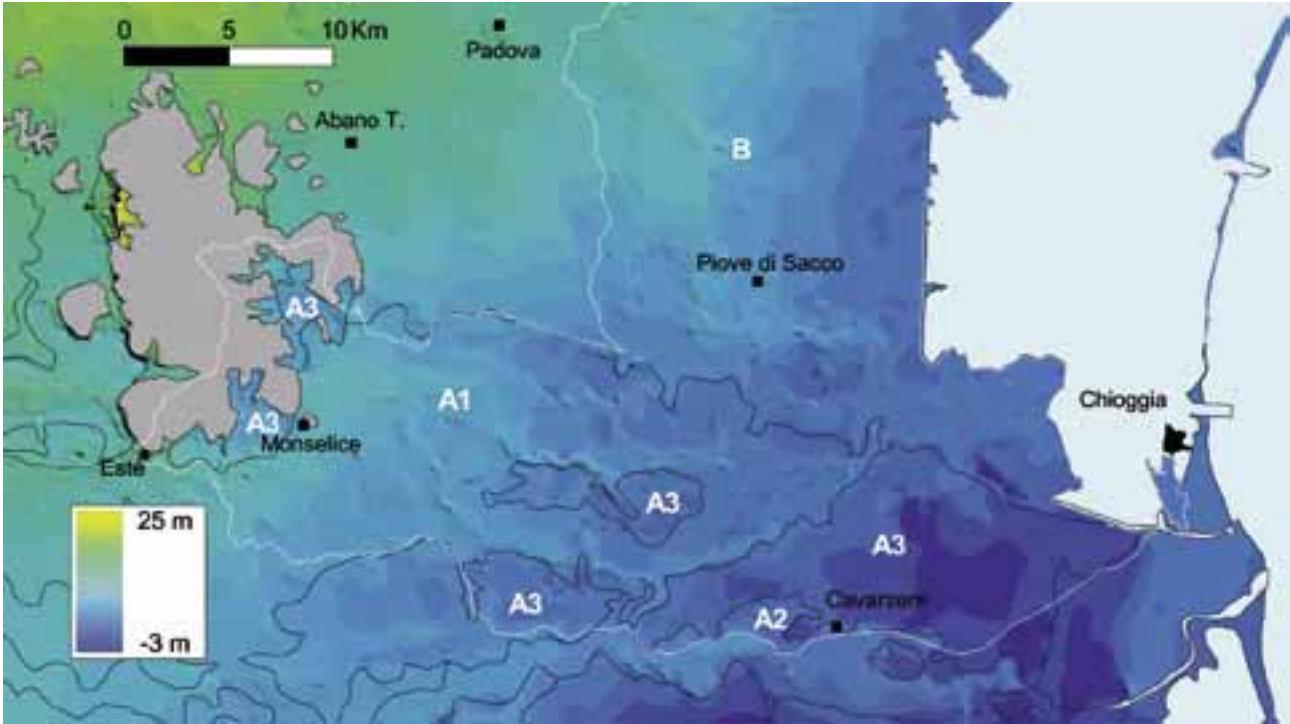 0 5 10 Km
Padova
Abano T.
B
Piove di Sacco
A3
A1
Chioggia
A3
Monselice
Este
A3
25 m
A3
A3
A2
Cavarzere
-3 m